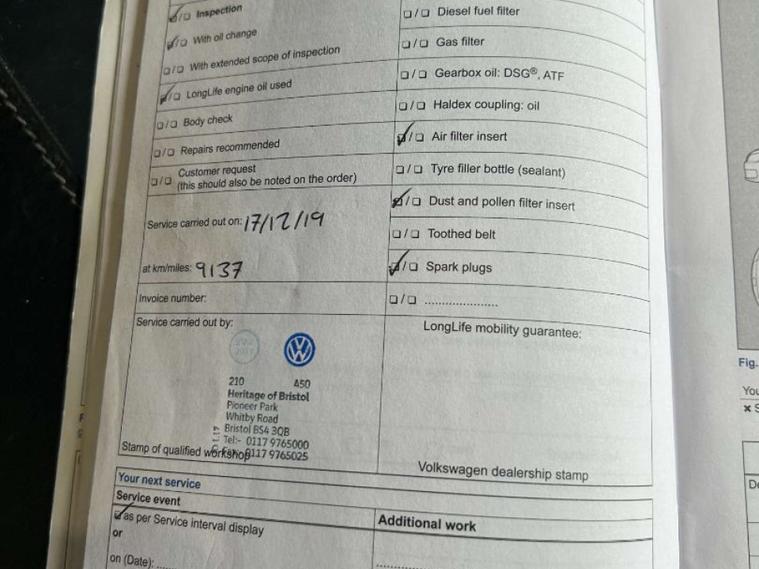 ☑/☐ Inspection
☑/☐ With oil change
☐/☐ With extended scope of inspection
☑/☐ LongLife engine oil used
☐/☐ Body check
☐/☐ Repairs recommended
☐/☐ Customer request
(this should also be noted on the order)
Service carried out on: 17/12/19
at km/miles: 9137
Invoice number:
Service carried out by:
210 A50
Heritage of Bristol
Pioneer Park
Whitby Road
Bristol BS4 3QB
Tel:- 0117 9765000
0117 9765025
Stamp of qualified workshop
☐/☐ Diesel fuel filter
☐/☐ Gas filter
☐/☐ Gearbox oil: DSG®, ATF
☐/☐ Haldex coupling: oil
☑/☐ Air filter insert
☐/☐ Tyre filler bottle (sealant)
☑/☐ Dust and pollen filter insert
☐/☐ Toothed belt
☑/☐ Spark plugs
☐/☐ ....................
LongLife mobility guarantee:
Volkswagen dealership stamp
Your next service
Service event
☑ as per Service interval display
or
on (Date): .....
Additional work
Fig.
You